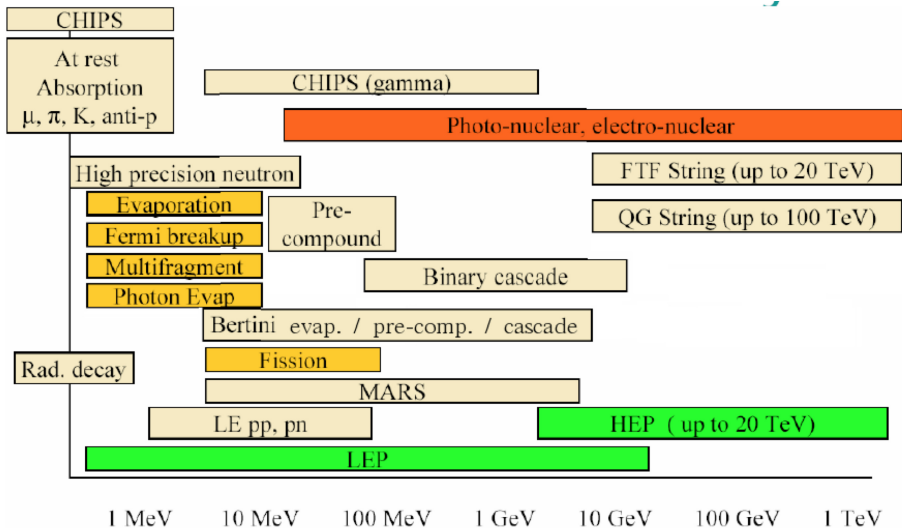 CHIPS
At rest
Absorption
μ, π, K, anti-p
CHIPS (gamma)
Photo-nuclear, electro-nuclear
High precision neutron
FTF String (up to 20 TeV)
Evaporation
Pre-
compound
QG String (up to 100 TeV)
Fermi breakup
Multifragment
Binary cascade
Photon Evap
Bertini evap. / pre-comp. / cascade
Rad. decay
Fission
MARS
LE pp, pn
HEP ( up to 20 TeV)
LEP
1 MeV 10 MeV 100 MeV 1 GeV 10 GeV 100 GeV 1 TeV